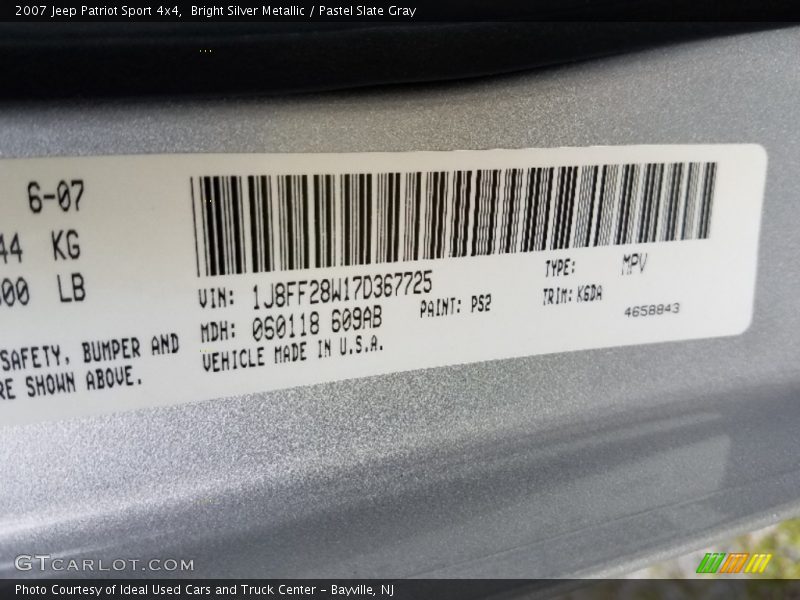 2007 Jeep Patriot Sport 4x4,  Bright Silver Metallic / Pastel Slate Gray
6-07
44 KG
00 LB
SAFETY, BUMPER AND
RE SHOWN ABOVE.
VIN: 1J8FF28W17D367725
MDH: 060118 609AB
VEHICLE MADE IN U.S.A.
PAINT: PS2
TYPE: MPV
TRIM: K6DA
4658843
GTCARLOT.COM
Photo Courtesy of Ideal Used Cars and Truck Center – Bayville, NJ